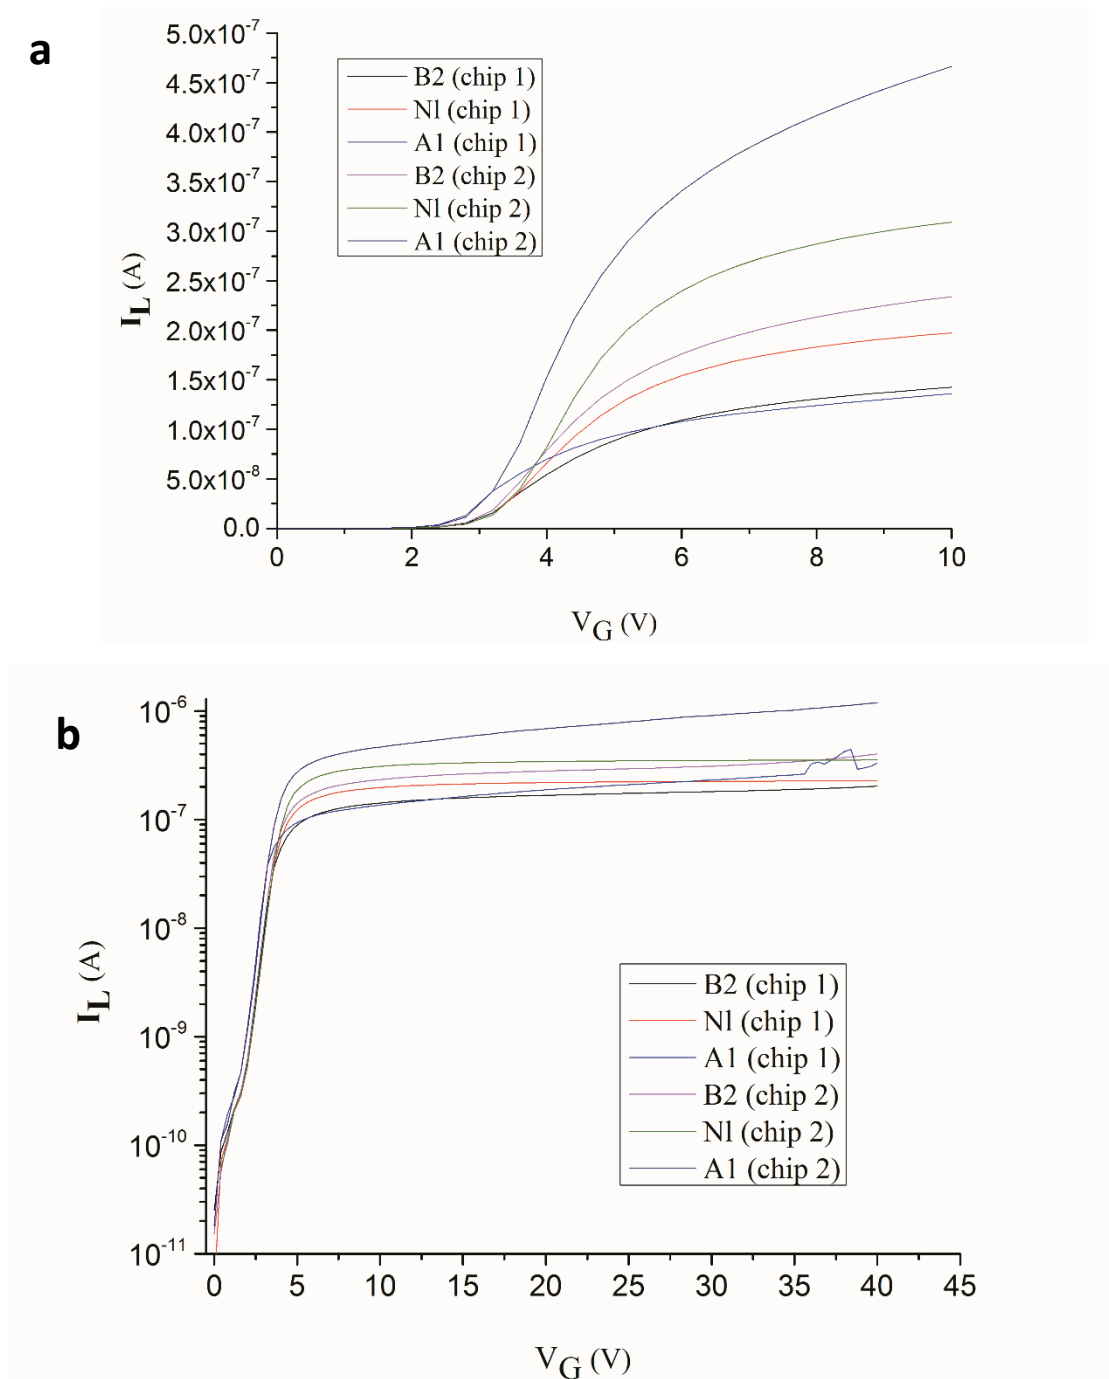 a
5.0x10⁻⁷
4.5x10⁻⁷
4.0x10⁻⁷
3.5x10⁻⁷
3.0x10⁻⁷
2.5x10⁻⁷
2.0x10⁻⁷
1.5x10⁻⁷
1.0x10⁻⁷
5.0x10⁻⁸
0.0
I_L (A)
B2 (chip 1)
Nl (chip 1)
A1 (chip 1)
B2 (chip 2)
Nl (chip 2)
A1 (chip 2)
0 2 4 6 8 10
V_G (V)
b
10⁻⁶
10⁻⁷
10⁻⁸
10⁻⁹
10⁻¹⁰
10⁻¹¹
I_L (A)
B2 (chip 1)
Nl (chip 1)
A1 (chip 1)
B2 (chip 2)
Nl (chip 2)
A1 (chip 2)
0 5 10 15 20 25 30 35 40 45
V_G (V)